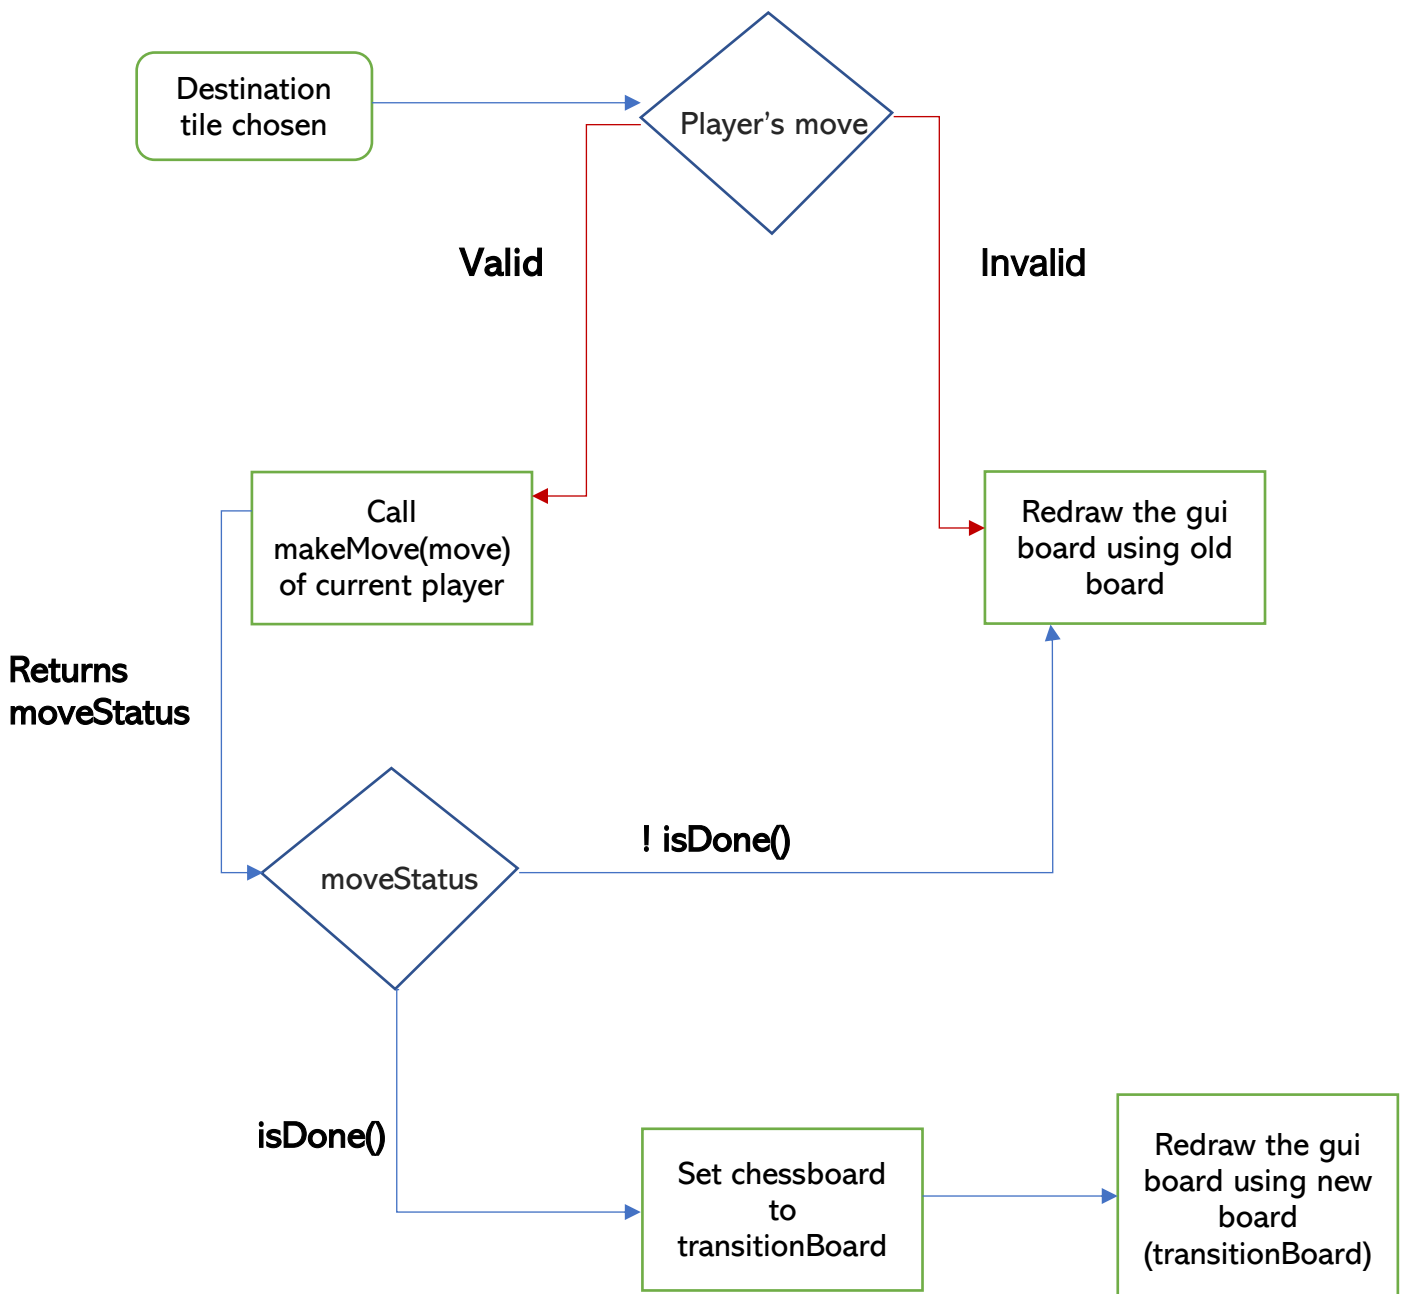 Destination
tile chosen
Player’s move
Valid
Invalid
Call
makeMove(move)
of current player
Redraw the gui
board using old
board
Returns
moveStatus
! isDone()
moveStatus
isDone()
Set chessboard
to
transitionBoard
Redraw the gui
board using new
board
(transitionBoard)